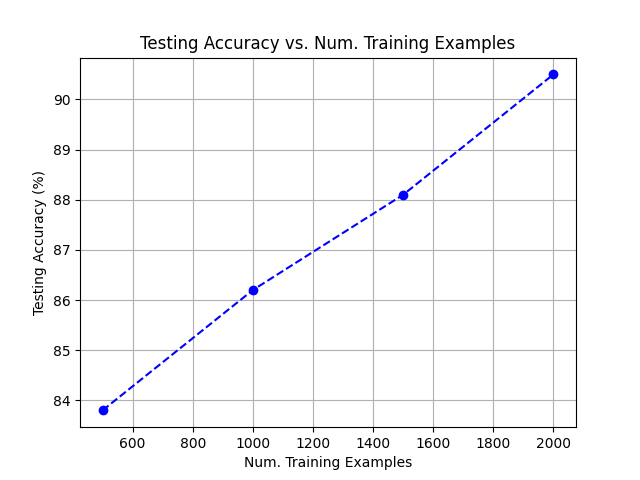 Testing Accuracy vs. Num. Training Examples
90
89
88
87
86
85
84
Testing Accuracy (%)
600 800 1000 1200 1400 1600 1800 2000
Num. Training Examples